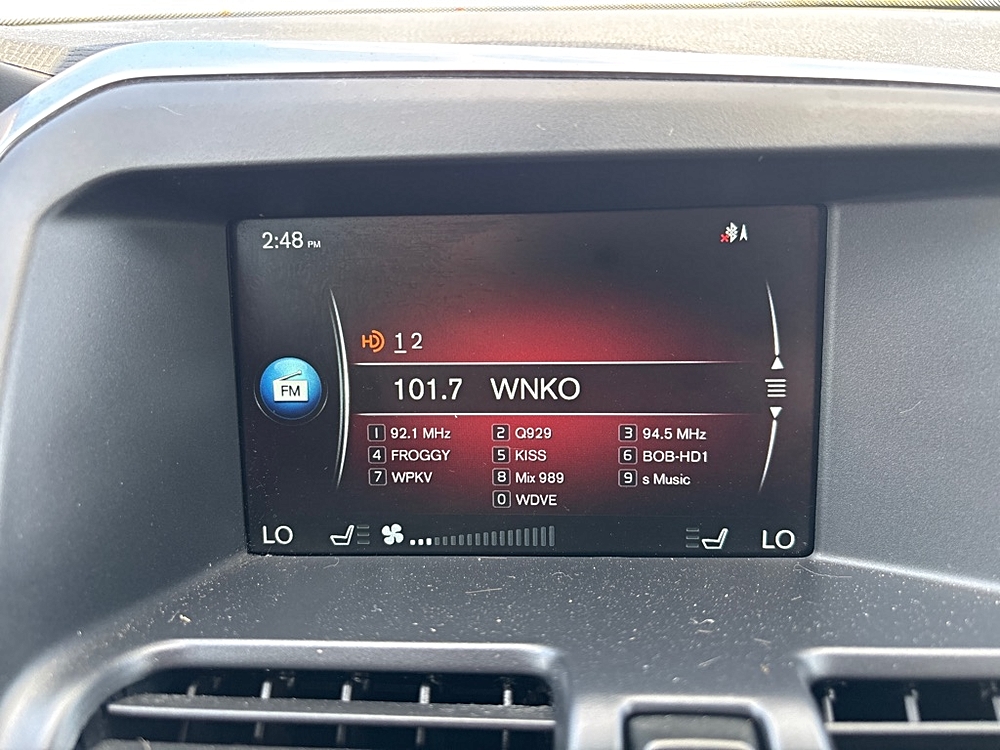 2:48 PM
HD 1 2
FM
101.7 WNKO
1 92.1 MHz 2 Q929 3 94.5 MHz
4 FROGGY 5 KISS 6 BOB-HD1
7 WPKV 8 Mix 989 9 s Music
0 WDVE
LO LO